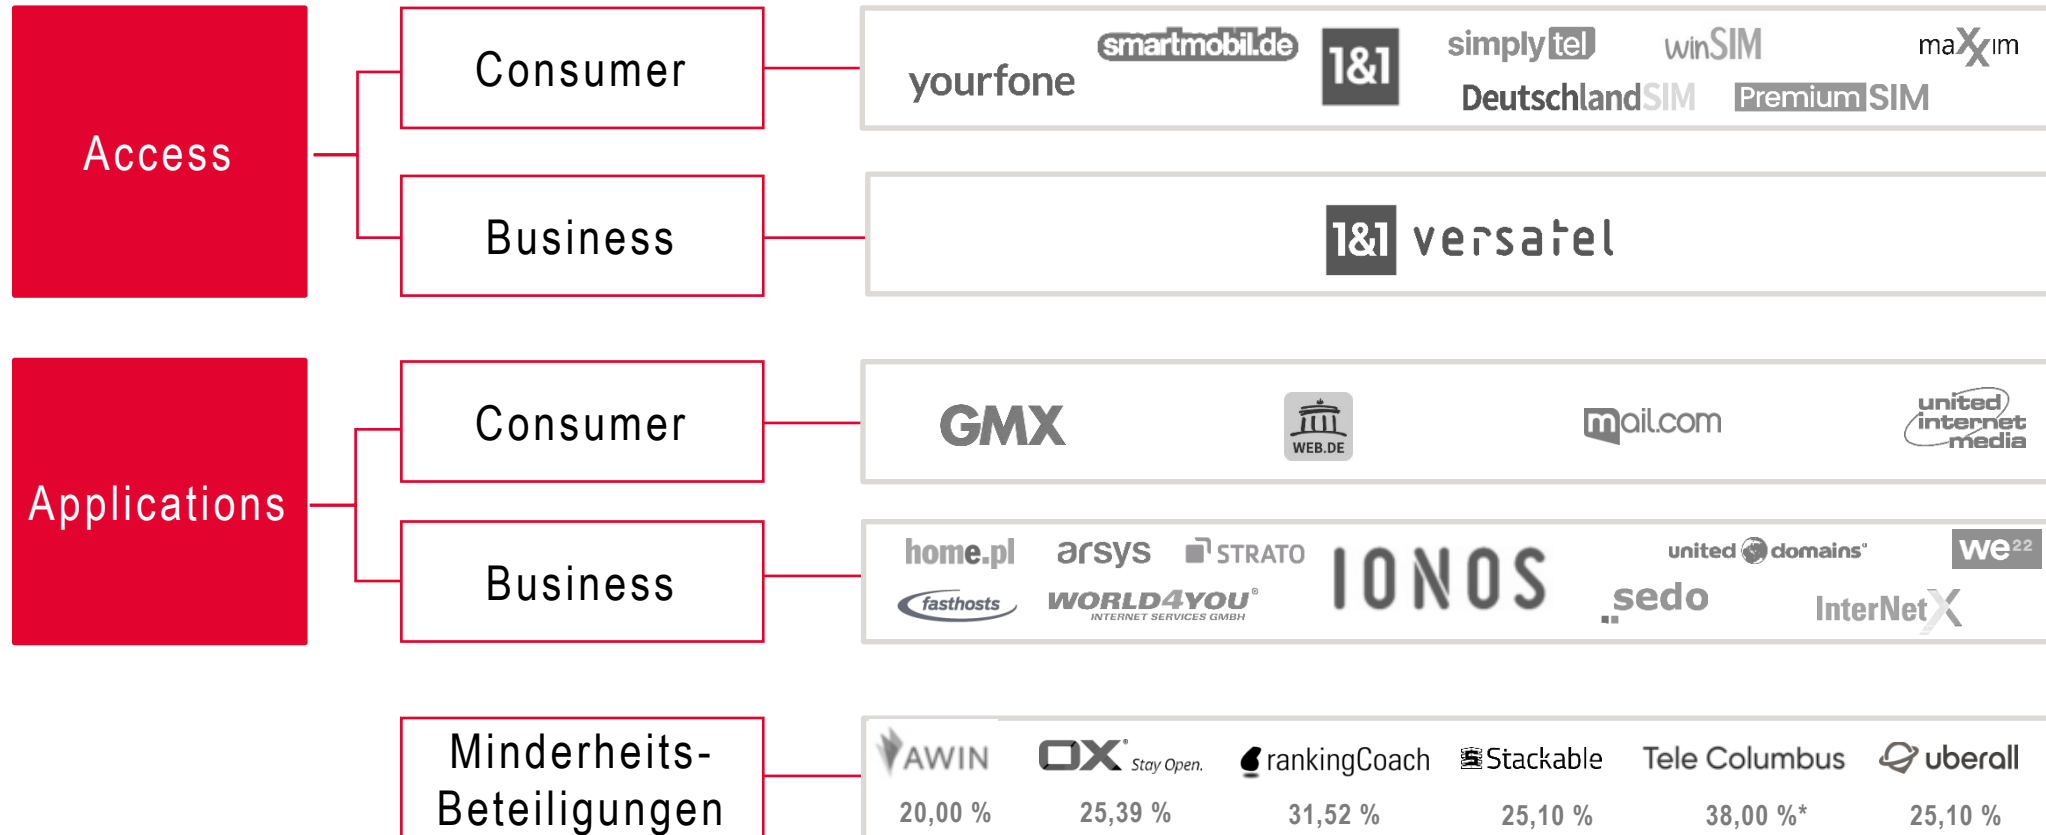 Access
Consumer
yourfone
smartmobil.de
1&1
simplytel
winSIM
maXXim
DeutschlandSIM
PremiumSIM
Business
1&1 versatel
Applications
Consumer
GMX
WEB.DE
mail.com
united
internet
media
Business
home.pl
arsys
STRATO
IONOS
united domains®
we22
fasthosts
WORLD4YOU®
INTERNET SERVICES GMBH
sedo
InterNetX
Minderheits-
Beteiligungen
AWIN
OX® Stay Open.
rankingCoach
Stackable
Tele Columbus
uberall
20,00 %
25,39 %
31,52 %
25,10 %
38,00 %*
25,10 %